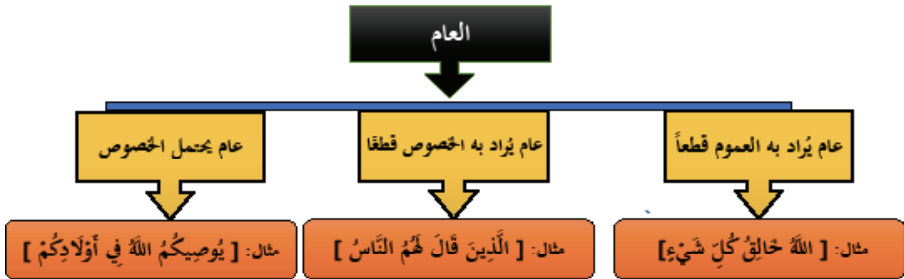 العام
عام يُراد به العموم قطعاً
عام يُراد به الخصوص قطعًا
عام يحتمل الخصوص
مثال: [ اللَّهُ خَالِقُ كُلِّ شَيْءٍ]
مثال: [ الَّذِينَ قَالَ لَهُمُ النَّاسُ ]
مثال: [ يُوصِيكُمُ اللَّهُ فِي أَوْلَادِكُمْ ]